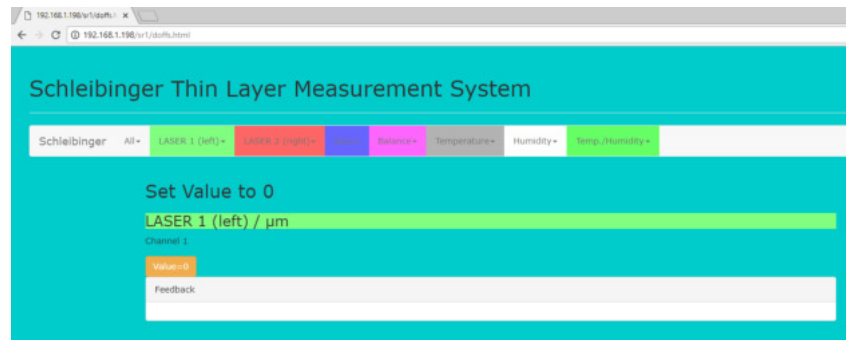 192.168.1.198/sr1/doffs.
192.168.1.198/sr1/doffs.html
Schleibinger Thin Layer Measurement System
Schleibinger All LASER 1 (left) LASER 2 (right) Balance Temperature Humidity Temp./Humidity
Set Value to 0
LASER 1 (left) / µm
Channel 1
Value=0
Feedback